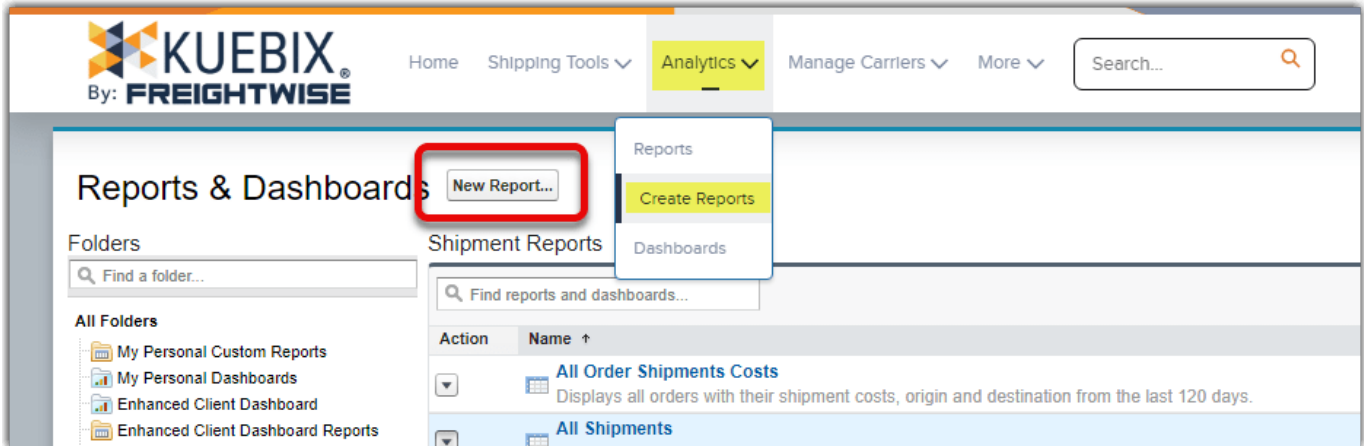 KUEBIX®
By: FREIGHTWISE
Home Shipping Tools Analytics Manage Carriers More Search...
Reports
Create Reports
Dashboards
Reports & Dashboards New Report...
Folders
Find a folder...
All Folders
My Personal Custom Reports
My Personal Dashboards
Enhanced Client Dashboard
Enhanced Client Dashboard Reports
Shipment Reports
Find reports and dashboards...
Action Name ↑
All Order Shipments Costs
Displays all orders with their shipment costs, origin and destination from the last 120 days.
All Shipments